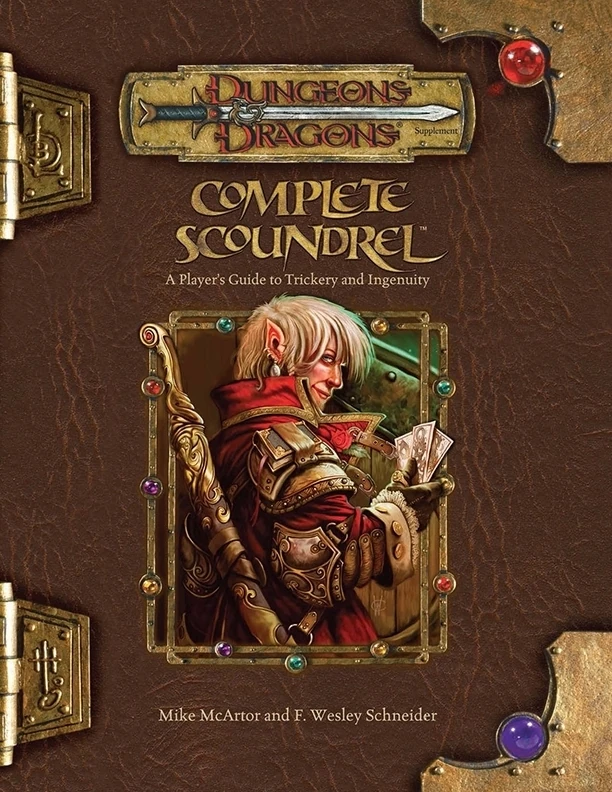 DUNGEONS
DRAGONS
Supplement
COMPLETE
SCOUNDREL™
A Player's Guide to Trickery and Ingenuity
Mike McArtor and F. Wesley Schneider